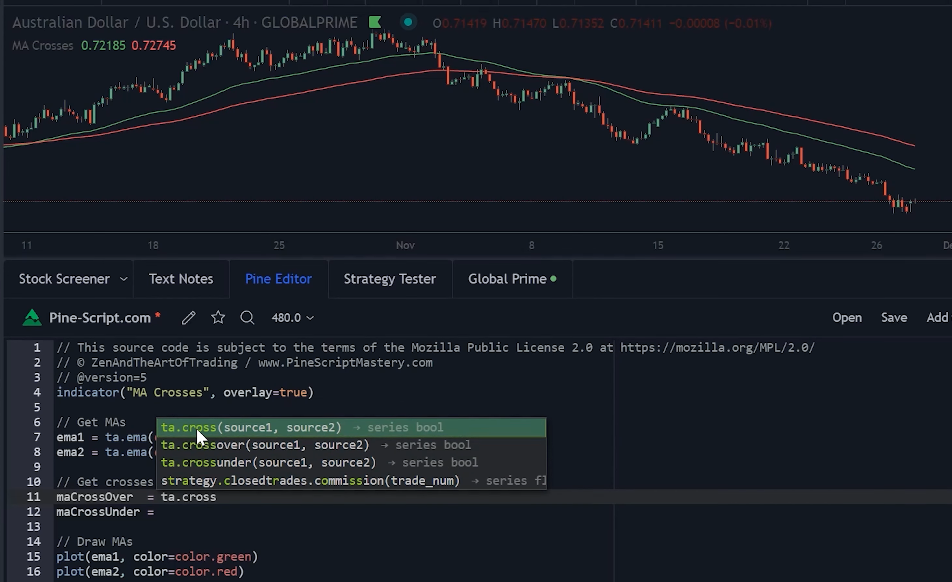 Australian Dollar / U.S. Dollar · 4h · GLOBALPRIME O0.71419 H0.71470 L0.71352 C0.71411 -0.00008 (-0.01%)
MA Crosses 0.72185 0.72745
11 18 25 Nov 8 15 22 26 De
Stock Screener Text Notes Pine Editor Strategy Tester Global Prime
Pine-Script.com * 480.0 Open Save Add
1 // This source code is subject to the terms of the Mozilla Public License 2.0 at https://mozilla.org/MPL/2.0/
2 // © ZenAndTheArtOfTrading / www.PineScriptMastery.com
3 // @version=5
4 indicator("MA Crosses", overlay=true)
5
6 // Get MAs
ta.cross(source1, source2) → series bool
7 ema1 = ta.ema(
ta.crossover(source1, source2) → series bool
8 ema2 = ta.ema(
ta.crossunder(source1, source2) → series bool
9
10 // Get crosses
strategy.closedtrades.commission(trade_num) → series fl
11 maCrossOver = ta.cross
12 maCrossUnder =
13
14 // Draw MAs
15 plot(ema1, color=color.green)
16 plot(ema2, color=color.red)